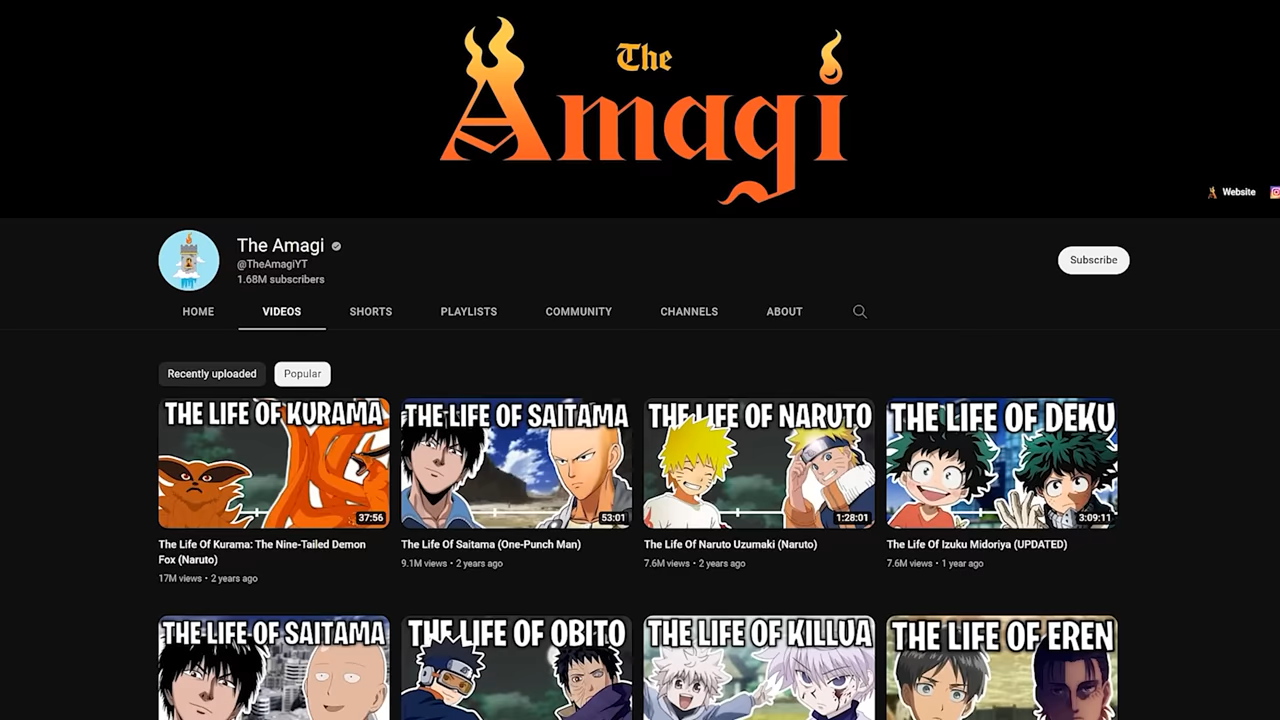 The
Amagi
Website
The Amagi
@TheAmagiYT
1.68M subscribers
Subscribe
HOME
VIDEOS
SHORTS
PLAYLISTS
COMMUNITY
CHANNELS
ABOUT
Recently uploaded
Popular
THE LIFE OF KURAMA
37:56
THE LIFE OF SAITAMA
53:01
THE LIFE OF NARUTO
1:28:01
THE LIFE OF DEKU
3:09:11
The Life Of Kurama: The Nine-Tailed Demon
Fox (Naruto)
17M views • 2 years ago
The Life Of Saitama (One-Punch Man)
9.1M views • 2 years ago
The Life Of Naruto Uzumaki (Naruto)
7.6M views • 2 years ago
The Life Of Izuku Midoriya (UPDATED)
7.6M views • 1 year ago
THE LIFE OF SAITAMA
THE LIFE OF OBITO
THE LIFE OF KILLUA
THE LIFE OF EREN